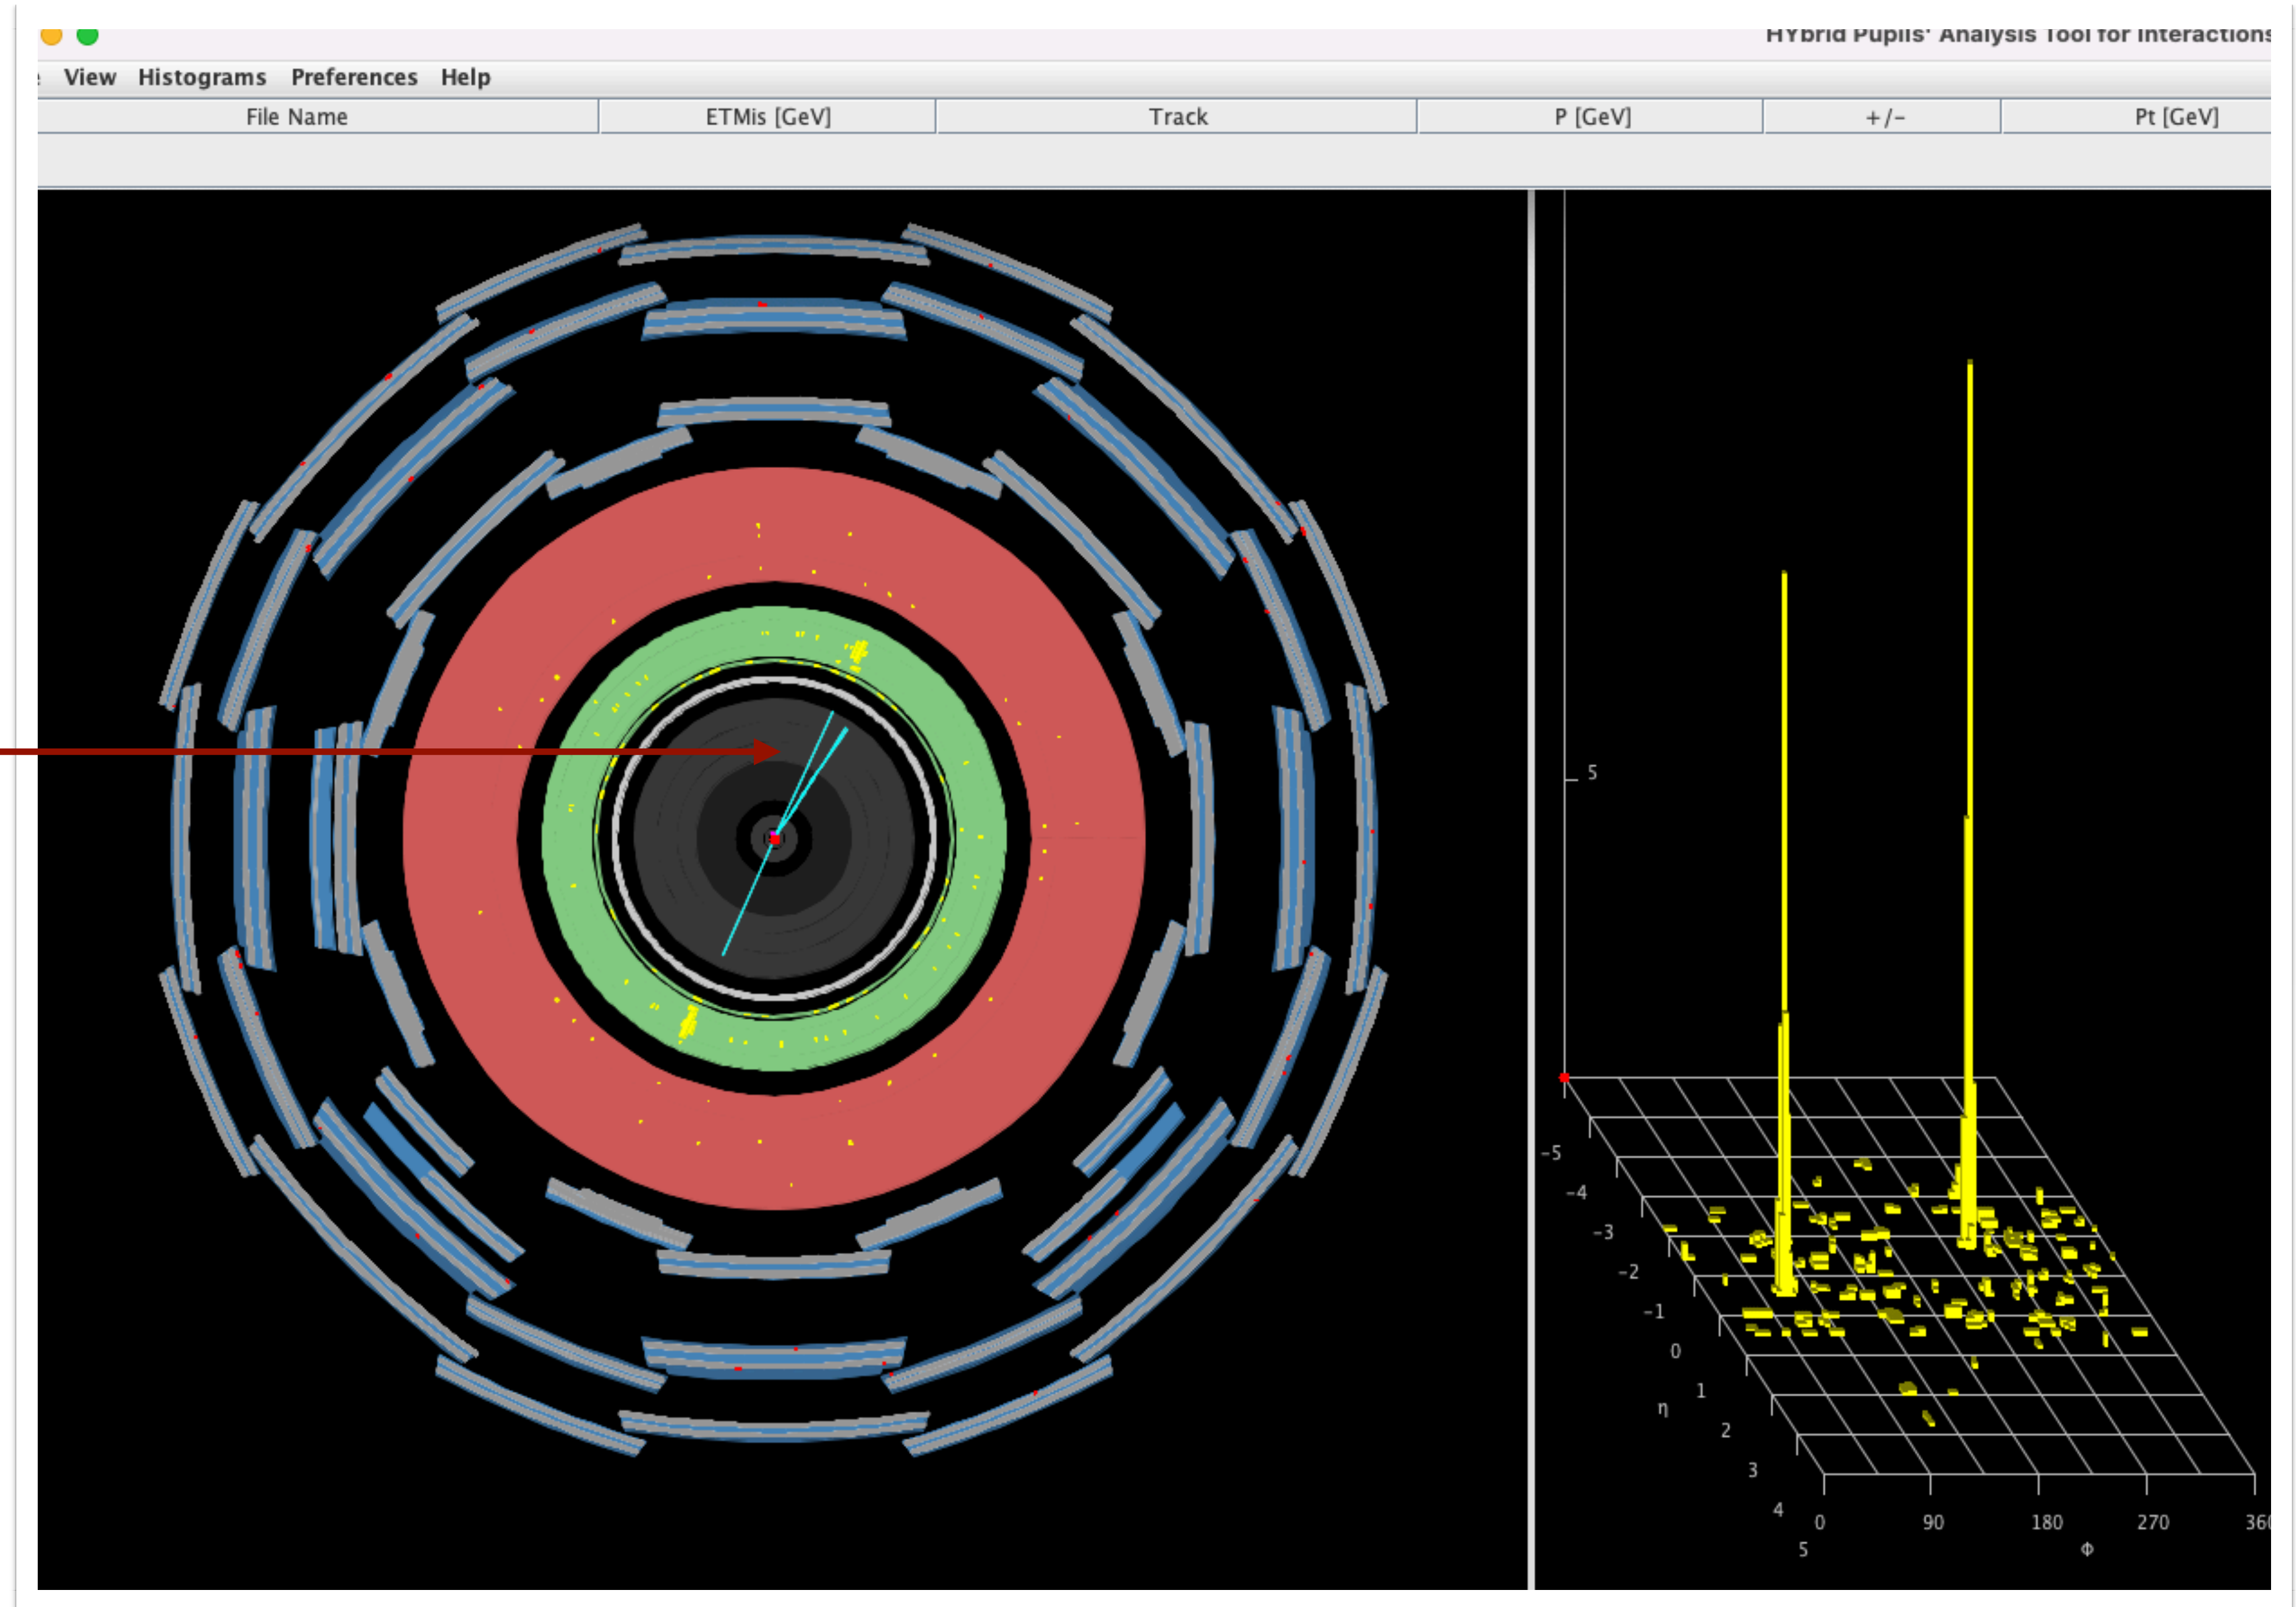 HYbrid Pupils' Analysis Tool for Interactions
View Histograms Preferences Help
File Name ETMis [GeV] Track P [GeV] +/- Pt [GeV]
5
-5
-4
-3
-2
-1
0
1
η
2
3
4
0 90 180 270 360
5
Φ